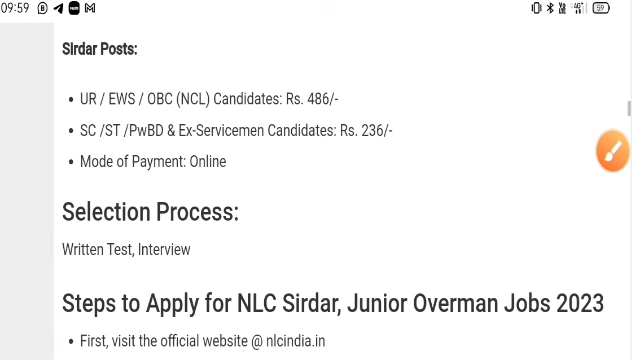 09:59
59
Sirdar Posts:
• UR / EWS / OBC (NCL) Candidates: Rs. 486/-
• SC /ST /PwBD & Ex-Servicemen Candidates: Rs. 236/-
• Mode of Payment: Online
Selection Process:
Written Test, Interview
Steps to Apply for NLC Sirdar, Junior Overman Jobs 2023
• First, visit the official website @ nlcindia.in